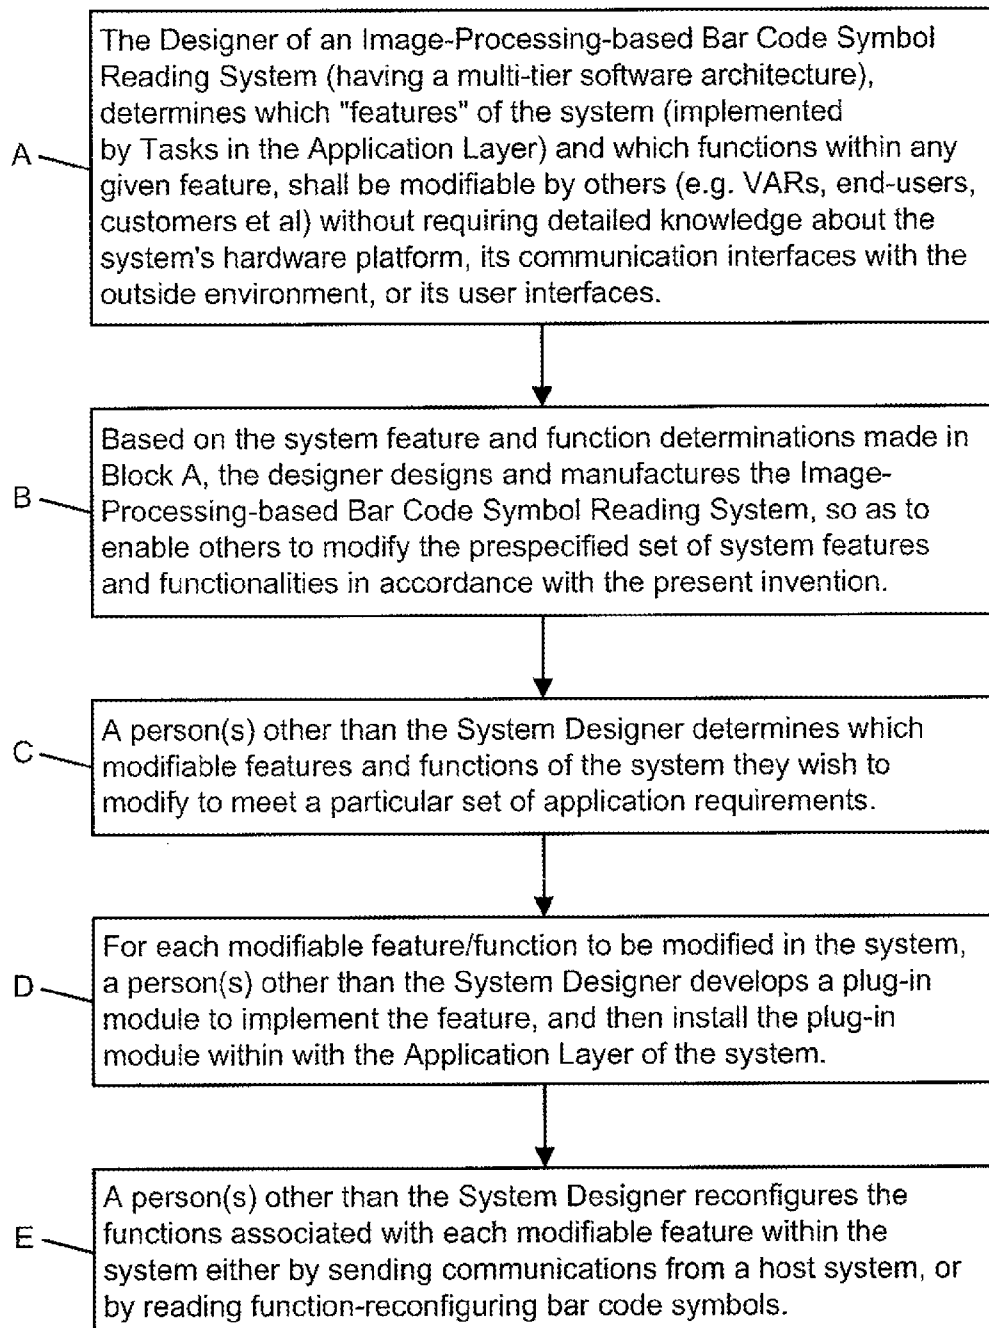 The Designer of an Image-Processing-based Bar Code Symbol
Reading System (having a multi-tier software architecture),
determines which "features" of the system (implemented
by Tasks in the Application Layer) and which functions within any
given feature, shall be modifiable by others (e.g. VARs, end-users,
customers et al) without requiring detailed knowledge about the
system's hardware platform, its communication interfaces with the
outside environment, or its user interfaces.
A
Based on the system feature and function determinations made in
Block A, the designer designs and manufactures the Image-
Processing-based Bar Code Symbol Reading System, so as to
enable others to modify the prespecified set of system features
and functionalities in accordance with the present invention.
B
A person(s) other than the System Designer determines which
modifiable features and functions of the system they wish to
modify to meet a particular set of application requirements.
C
For each modifiable feature/function to be modified in the system,
a person(s) other than the System Designer develops a plug-in
module to implement the feature, and then install the plug-in
module within with the Application Layer of the system.
D
A person(s) other than the System Designer reconfigures the
functions associated with each modifiable feature within the
system either by sending communications from a host system, or
by reading function-reconfiguring bar code symbols.
E